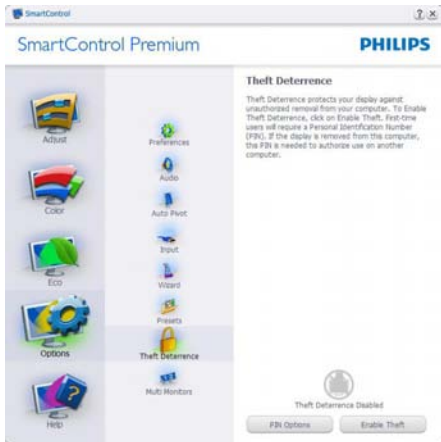 SmartControl
SmartControl Premium
PHILIPS
Adjust
Color
Eco
Options
Help
Preferences
Audio
Auto Pivot
Input
Wizard
Presets
Theft Deterrence
Multi Monitors
Theft Deterrence
Theft Deterrence protects your display against
unauthorized removal from your computer. To Enable
Theft Deterrence, click on Enable Theft. First-time
users will require a Personal Identification Number
(PIN). If the display is removed from this computer,
this PIN is needed to authorize use on another
computer.
Theft Deterrence Disabled
PIN Options
Enable Theft